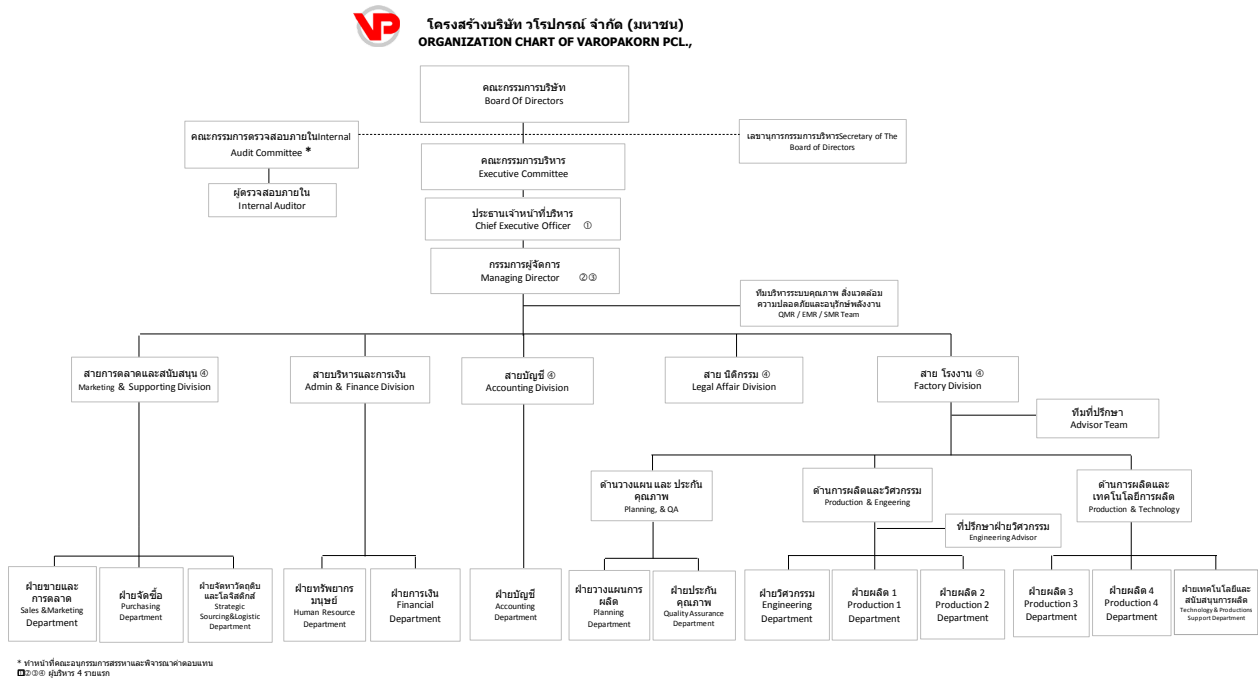 VP
โครงสร้างบริษัท วโรปกรณ์ จำกัด (มหาชน)
ORGANIZATION CHART OF VAROPAKORN PCL.,
คณะกรรมการบริษัท
Board Of Directors
คณะกรรมการตรวจสอบภายในInternal
Audit Committee *
เลขานุการกรรมการบริหารSecretary of The
Board of Directors
คณะกรรมการบริหาร
Executive Committee
ผู้ตรวจสอบภายใน
Internal Auditor
ประธานเจ้าหน้าที่บริหาร
Chief Executive Officer ①
กรรมการผู้จัดการ
Managing Director ②③
ทีมบริหารระบบคุณภาพ สิ่งแวดล้อม
ความปลอดภัยและอนุรักษ์พลังงาน
QMR / EMR / SMR Team
สายการตลาดและสนับสนุน ④
Marketing & Supporting Division
สายบริหารและการเงิน
Admin & Finance Division
สายบัญชี ④
Accounting Division
สาย นิติกรรม ④
Legal Affair Division
สาย โรงงาน ④
Factory Division
ทีมที่ปรึกษา
Advisor Team
ด้านวางแผน และ ประกัน
คุณภาพ
Planning, & QA
ด้านการผลิตและวิศวกรรม
Production & Engeering
ด้านการผลิตและ
เทคโนโลยีการผลิต
Production & Technology
ที่ปรึกษาฝ่ายวิศวกรรม
Engineering Advisor
ฝ่ายขายและ
การตลาด
Sales &Marketing
Department
ฝ่ายจัดซื้อ
Purchasing
Department
ฝ่ายจัดหาวัตถุดิบ
และโลจิสติกส์
Strategic
Sourcing&Logistic
Department
ฝ่ายทรัพยากร
มนุษย์
Human Resource
Department
ฝ่ายการเงิน
Financial
Department
ฝ่ายบัญชี
Accounting
Department
ฝ่ายวางแผนการ
ผลิต
Planning
Department
ฝ่ายประกัน
คุณภาพ
Quality Assurance
Department
ฝ่ายวิศวกรรม
Engineering
Department
ฝ่ายผลิต 1
Production 1
Department
ฝ่ายผลิต 2
Production 2
Department
ฝ่ายผลิต 3
Production 3
Department
ฝ่ายผลิต 4
Production 4
Department
ฝ่ายเทคโนโลยีและ
สนับสนุนการผลิต
Technology & Productions
Support Department
* ทำหน้าที่คณะอนุกรรมการสรรหาและพิจารณาค่าตอบแทน
②③④ ผู้บริหาร 4 รายแรก